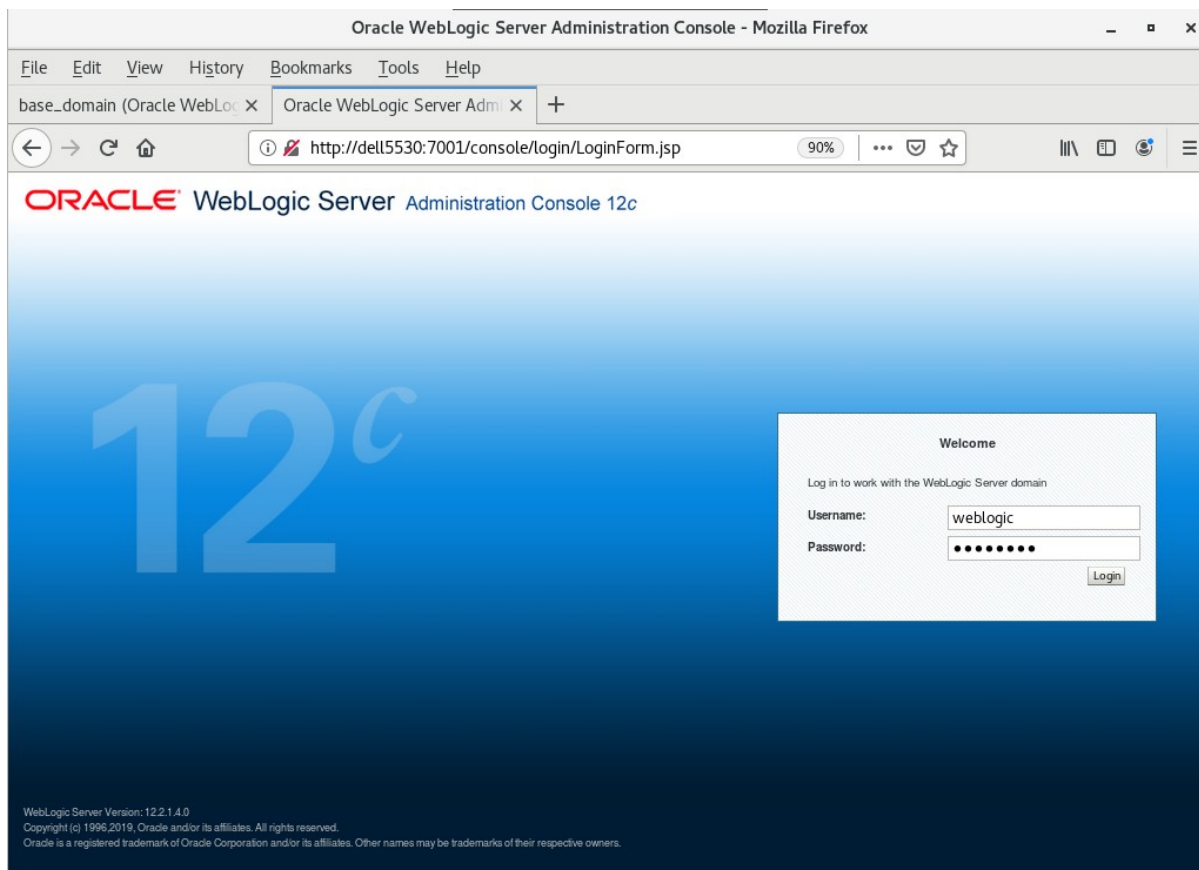 Oracle WebLogic Server Administration Console - Mozilla Firefox
File Edit View History Bookmarks Tools Help
base_domain (Oracle WebLog
Oracle WebLogic Server Admi
http://dell5530:7001/console/login/LoginForm.jsp
90%
ORACLE WebLogic Server Administration Console 12c
12c
Welcome
Log in to work with the WebLogic Server domain
Username: weblogic
Password: ••••••••
Login
WebLogic Server Version: 12.2.1.4.0
Copyright (c) 1996,2019, Oracle and/or its affiliates. All rights reserved.
Oracle is a registered trademark of Oracle Corporation and/or its affiliates. Other names may be trademarks of their respective owners.